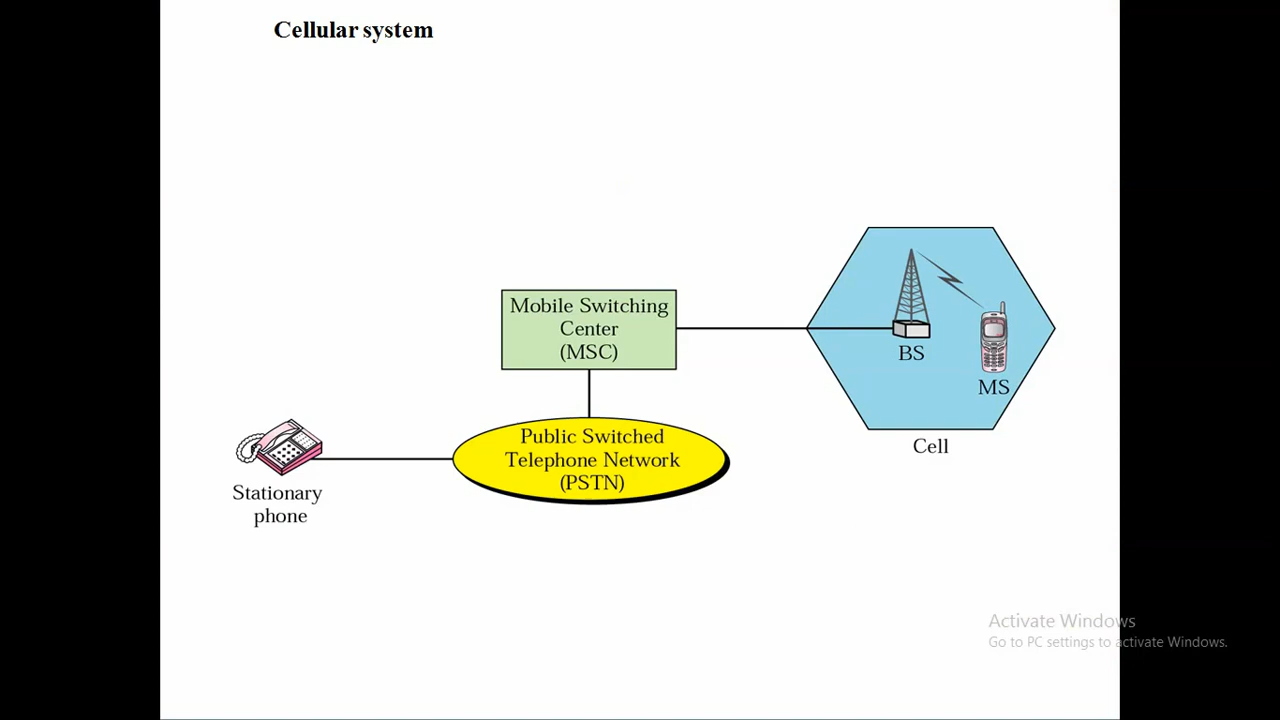 Cellular system
Mobile Switching
Center
(MSC)
BS
MS
Cell
Public Switched
Telephone Network
(PSTN)
Stationary
phone
Activate Windows
Go to PC settings to activate Windows.